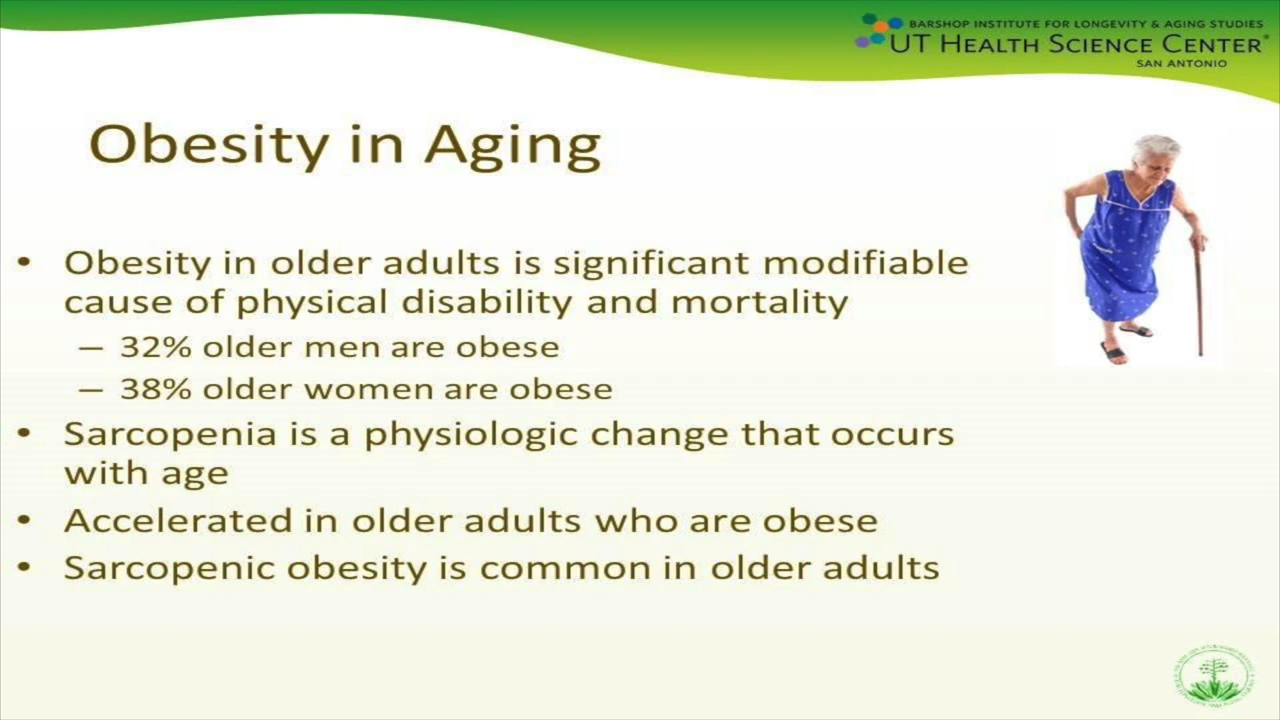 BARSHOP INSTITUTE FOR LONGEVITY & AGING STUDIES
UT HEALTH SCIENCE CENTER®
SAN ANTONIO
Obesity in Aging
• Obesity in older adults is significant modifiable
cause of physical disability and mortality
– 32% older men are obese
– 38% older women are obese
• Sarcopenia is a physiologic change that occurs
with age
• Accelerated in older adults who are obese
• Sarcopenic obesity is common in older adults